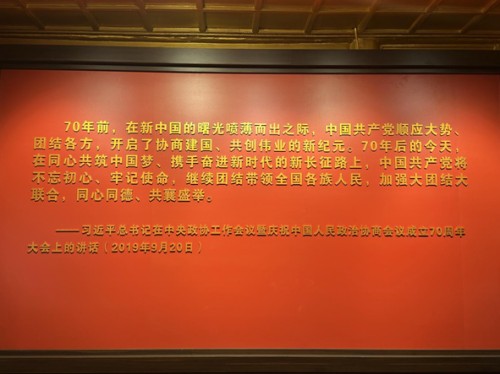 70年前，在新中国的曙光喷薄而出之际，中国共产党顺应大势、
团结各方，开启了协商建国、共创伟业的新纪元。70年后的今天，
在同心共筑中国梦、携手奋进新时代的新长征路上，中国共产党将
不忘初心、牢记使命，继续团结带领全国各族人民，加强大团结大
联合，同心同德、共襄盛举。
——习近平总书记在中央政协工作会议暨庆祝中国人民政治协商会议成立70周年
大会上的讲话（2019年9月20日）